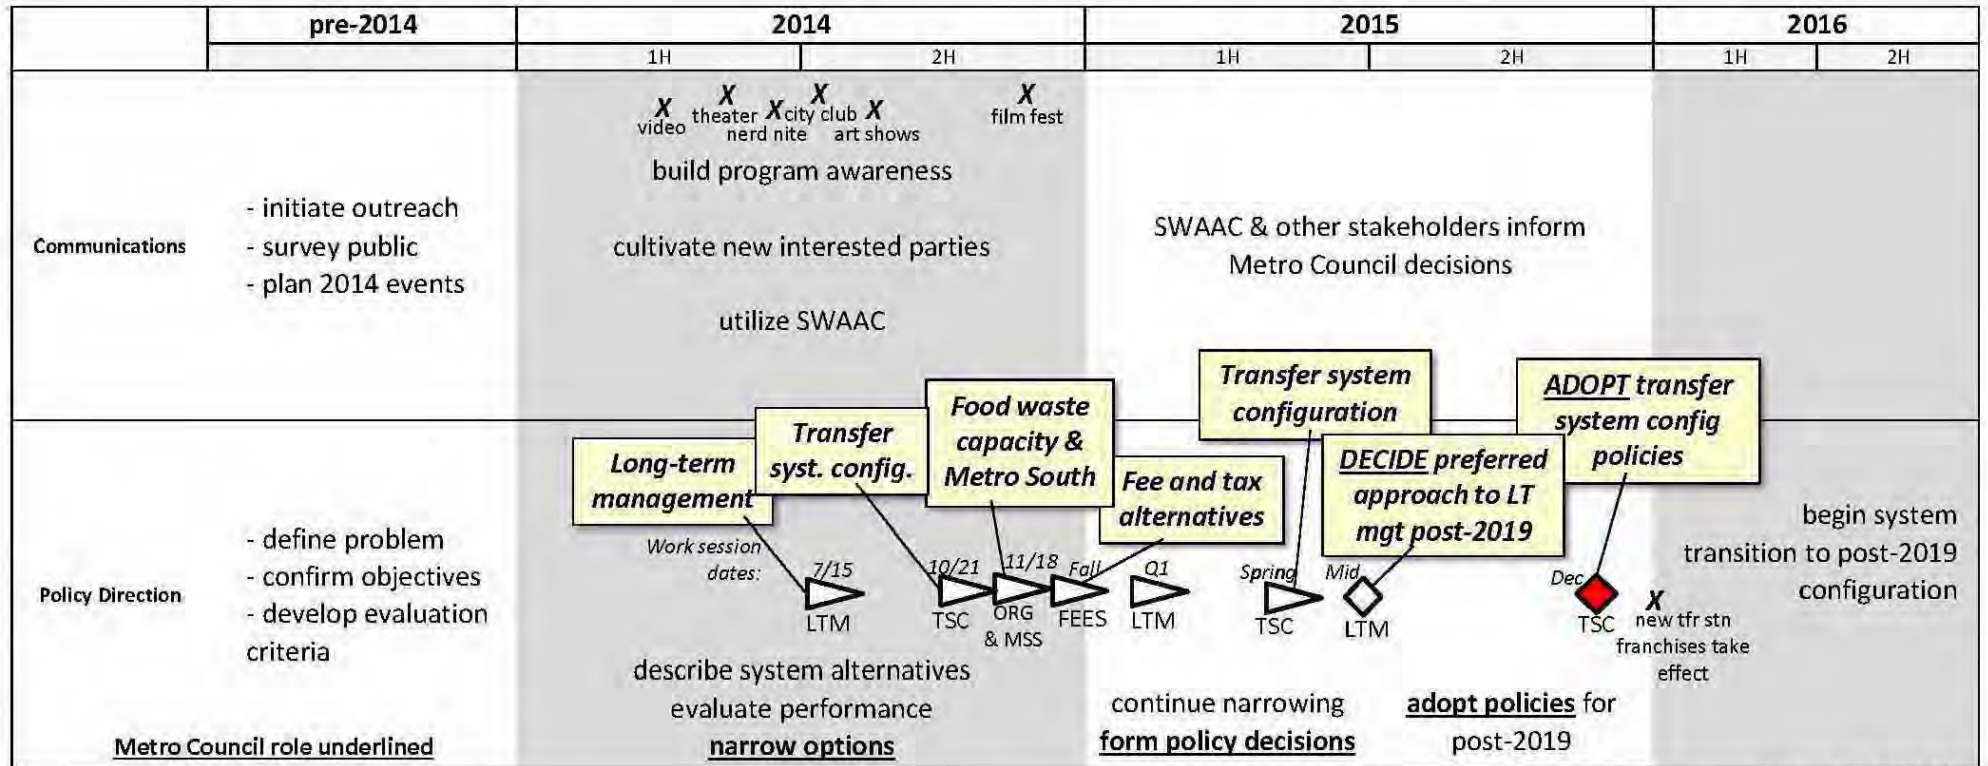 pre-2014 2014 2015 2016
1H 2H 1H 2H 1H 2H
Communications
- initiate outreach
- survey public
- plan 2014 events
X X X X X X
video theater nerd nite city club art shows film fest
build program awareness
cultivate new interested parties
utilize SWAAC
SWAAC & other stakeholders inform
Metro Council decisions
Policy Direction
- define problem
- confirm objectives
- develop evaluation
criteria
Metro Council role underlined
Long-term
management
Transfer
syst. config.
Food waste
capacity &
Metro South
Fee and tax
alternatives
Transfer system
configuration
DECIDE preferred
approach to LT
mgt post-2019
ADOPT transfer
system config
policies
Work session
dates:
7/15
LTM
10/21
TSC
11/18
ORG
& MSS
Fall
FEES
Q1
LTM
Spring
TSC
Mid
LTM
Dec
TSC
X
new tfr stn
franchises take
effect
describe system alternatives
evaluate performance
narrow options
continue narrowing
form policy decisions
adopt policies for
post-2019
begin system
transition to post-2019
configuration